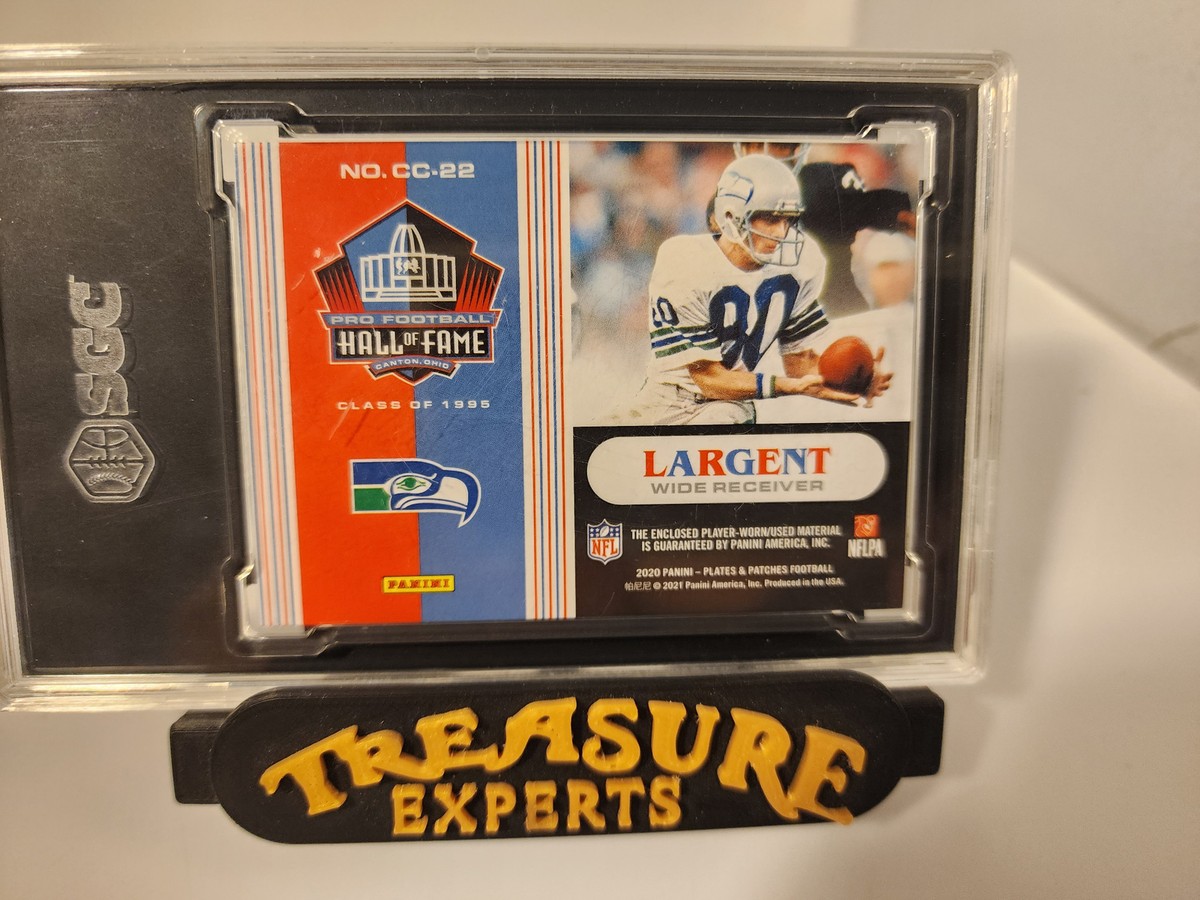 SGC
NO. CC-22
PRO FOOTBALL
HALL OF FAME
CANTON, OHIO
CLASS OF 1995
PANINI
80
LARGENT
WIDE RECEIVER
NFL
THE ENCLOSED PLAYER-WORN/USED MATERIAL
IS GUARANTEED BY PANINI AMERICA, INC.
NFLPA
2020 PANINI – PLATES & PATCHES FOOTBALL
帕尼尼 © 2021 Panini America, Inc. Produced in the USA.
TREASURE
EXPERTS